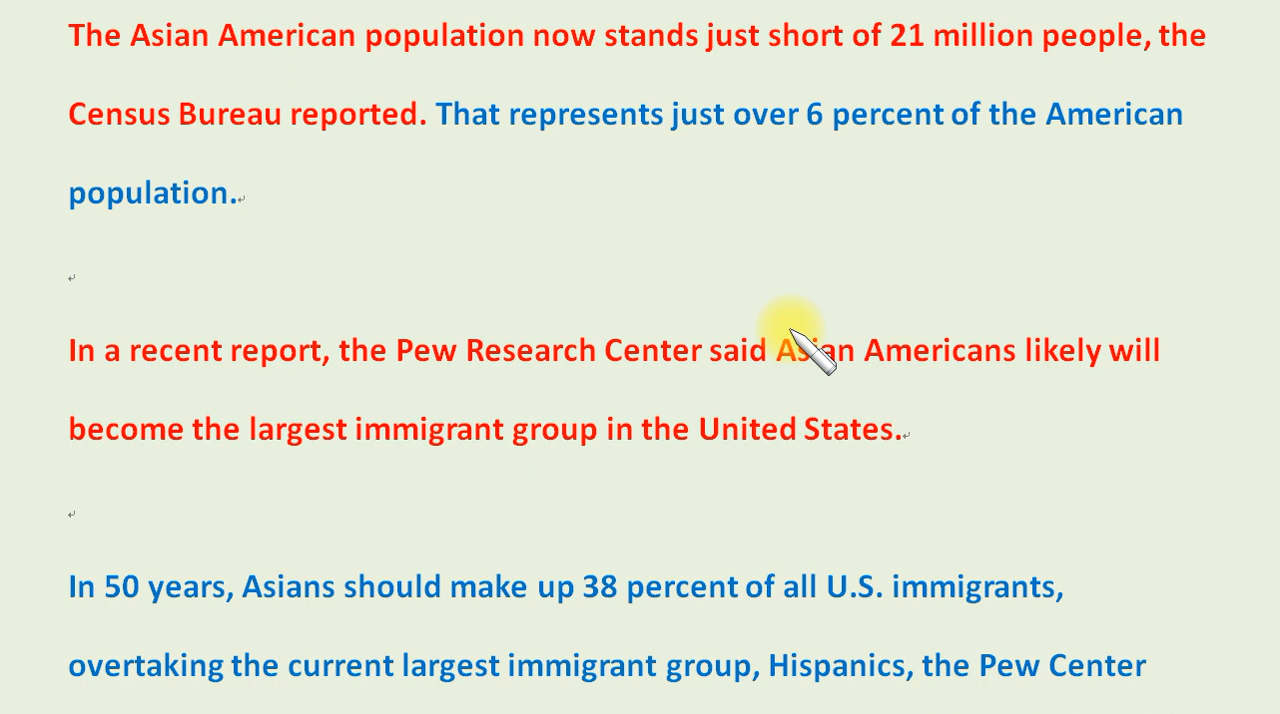 The Asian American population now stands just short of 21 million people, the
Census Bureau reported. That represents just over 6 percent of the American
population.
In a recent report, the Pew Research Center said Asian Americans likely will
become the largest immigrant group in the United States.
In 50 years, Asians should make up 38 percent of all U.S. immigrants,
overtaking the current largest immigrant group, Hispanics, the Pew Center